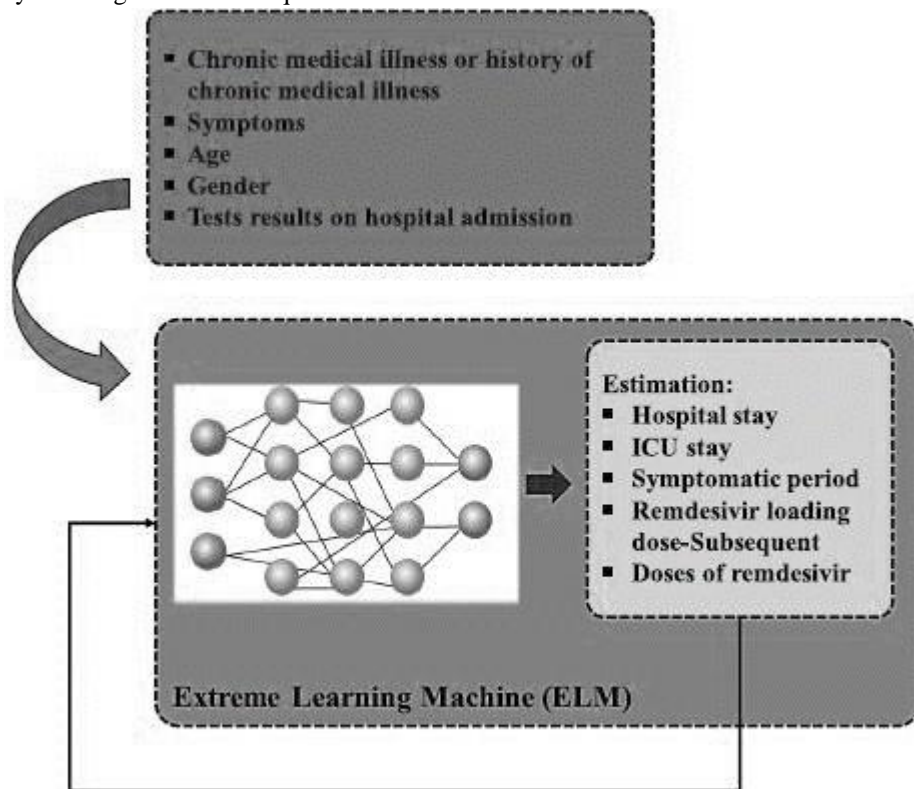 ▪ Chronic medical illness or history of
chronic medical illness
▪ Symptoms
▪ Age
▪ Gender
▪ Tests results on hospital admission
Estimation:
▪ Hospital stay
▪ ICU stay
▪ Symptomatic period
▪ Remdesivir loading
dose-Subsequent
▪ Doses of remdesivir
Extreme Learning Machine (ELM)